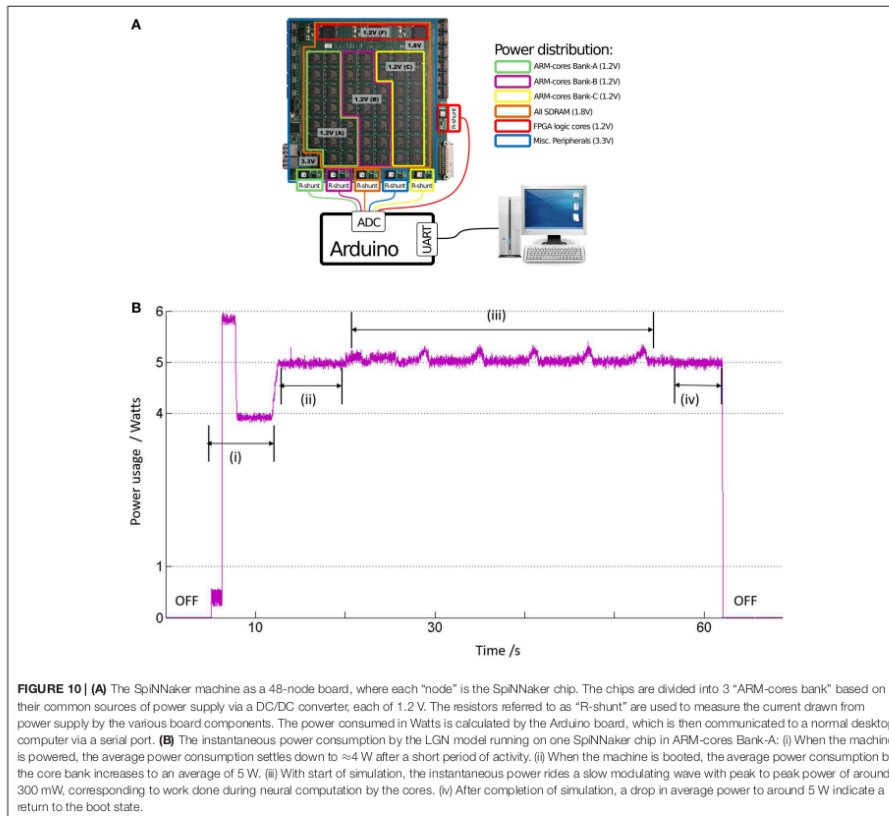 A
1.2V (F)
1.8V
1.2V (C)
1.2V (B)
1.2V (A)
3.3V
R-shunt
R-shunt R-shunt R-shunt R-shunt R-shunt
Power distribution:
ARM-cores Bank-A (1.2V)
ARM-cores Bank-B (1.2V)
ARM-cores Bank-C (1.2V)
All SDRAM (1.8V)
FPGA logic cores (1.2V)
Misc. Peripherals (3.3V)
ADC
Arduino
UART
B
Power usage / Watts
6
5
4
1
0
(i)
(ii)
(iii)
(iv)
OFF
OFF
10 30 60
Time /s
FIGURE 10 | (A) The SpiNNaker machine as a 48-node board, where each “node” is the SpiNNaker chip. The chips are divided into 3 “ARM-cores bank” based on
their common sources of power supply via a DC/DC converter, each of 1.2 V. The resistors referred to as “R-shunt” are used to measure the current drawn from
power supply by the various board components. The power consumed in Watts is calculated by the Arduino board, which is then communicated to a normal desktop
computer via a serial port. (B) The instantaneous power consumption by the LGN model running on one SpiNNaker chip in ARM-cores Bank-A: (i) When the machine
is powered, the average power consumption settles down to ≈4 W after a short period of activity. (ii) When the machine is booted, the average power consumption by
the core bank increases to an average of 5 W. (iii) With start of simulation, the instantaneous power rides a slow modulating wave with peak to peak power of around
300 mW, corresponding to work done during neural computation by the cores. (iv) After completion of simulation, a drop in average power to around 5 W indicate a
return to the boot state.